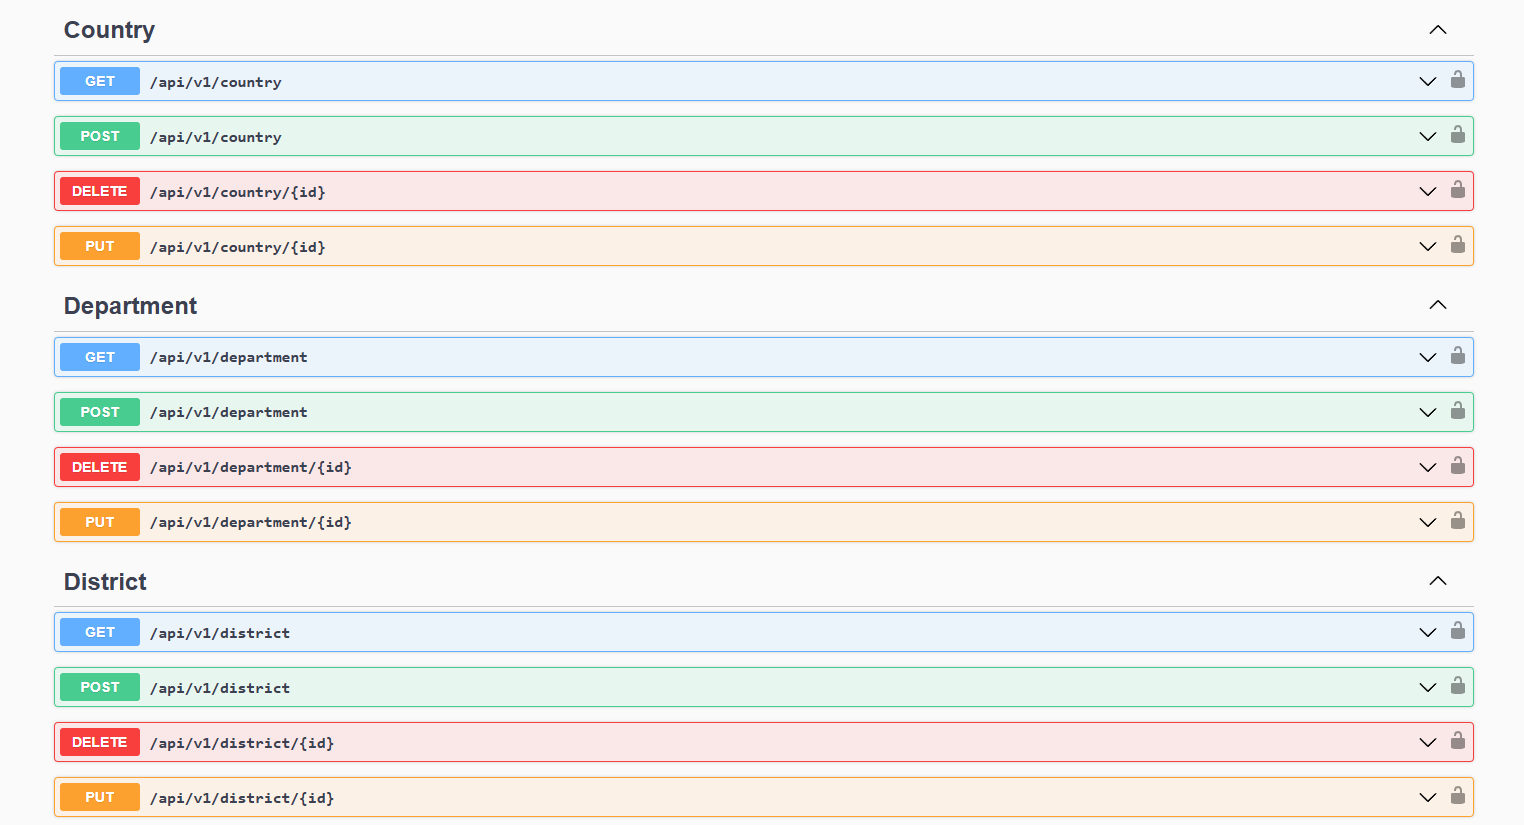 Country
GET /api/v1/country
POST /api/v1/country
DELETE /api/v1/country/{id}
PUT /api/v1/country/{id}
Department
GET /api/v1/department
POST /api/v1/department
DELETE /api/v1/department/{id}
PUT /api/v1/department/{id}
District
GET /api/v1/district
POST /api/v1/district
DELETE /api/v1/district/{id}
PUT /api/v1/district/{id}